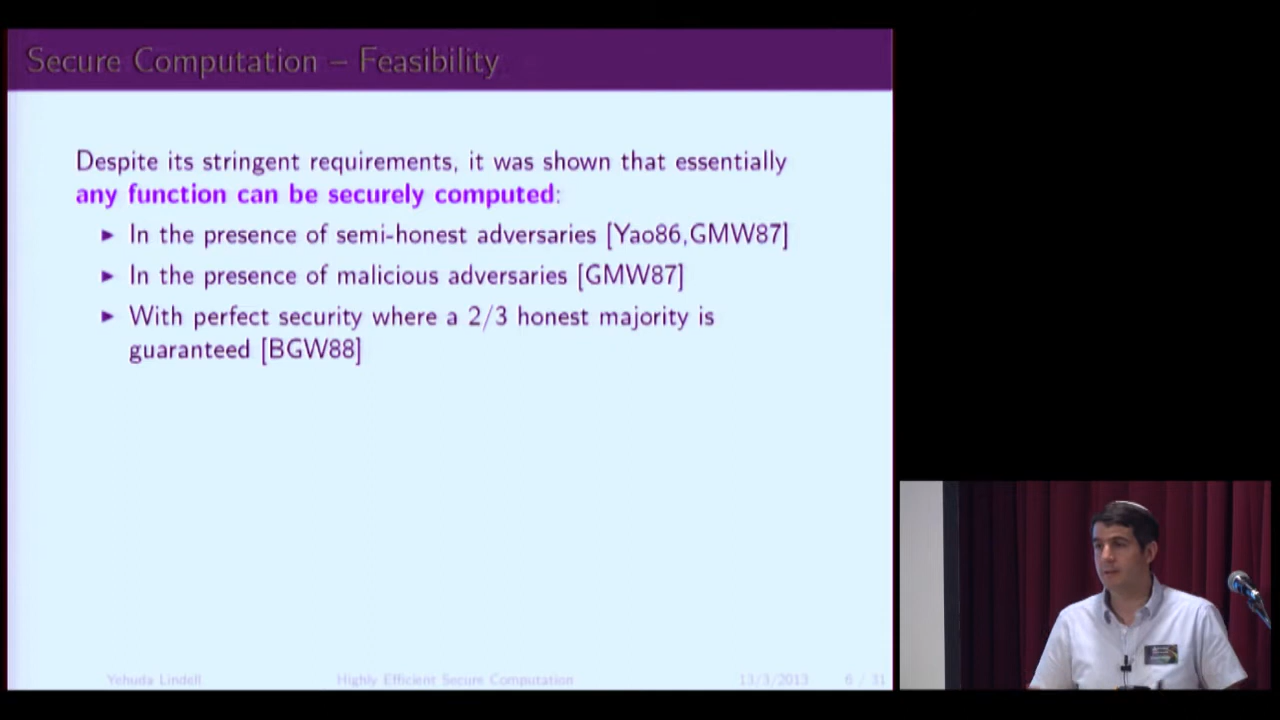 Secure Computation – Feasibility
Despite its stringent requirements, it was shown that essentially
any function can be securely computed:
In the presence of semi-honest adversaries [Yao86,GMW87]
In the presence of malicious adversaries [GMW87]
With perfect security where a 2/3 honest majority is
guaranteed [BGW88]
Yehuda Lindell Highly Efficient Secure Computation 13/3/2013 6 / 31